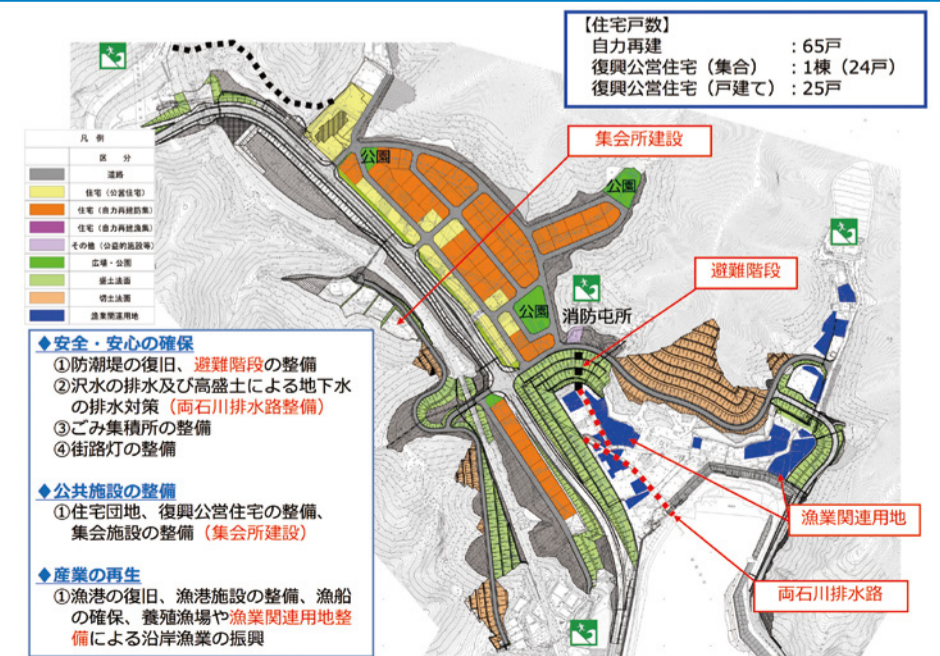 【住宅戸数】
自力再建　　　　　　　：65戸
復興公営住宅（集合）　：1棟（24戸）
復興公営住宅（戸建て）：25戸
集会所建設
凡　例
区　分
道路
住宅（公営住宅）
住宅（自力再建防集）
住宅（自力再建漁集）
その他（公益的施設等）
広場・公園
盛土法面
切土法面
漁業関連用地
公園
公園
避難階段
公園
消防屯所
◆安全・安心の確保
①防潮堤の復旧、避難階段の整備
②沢水の排水及び高盛土による地下水
の排水対策（両石川排水路整備）
③ごみ集積所の整備
④街路灯の整備
◆公共施設の整備
①住宅団地、復興公営住宅の整備、
集会施設の整備（集会所建設）
◆産業の再生
①漁港の復旧、漁港施設の整備、漁船
の確保、養殖漁場や漁業関連用地整
備による沿岸漁業の振興
漁業関連用地
両石川排水路